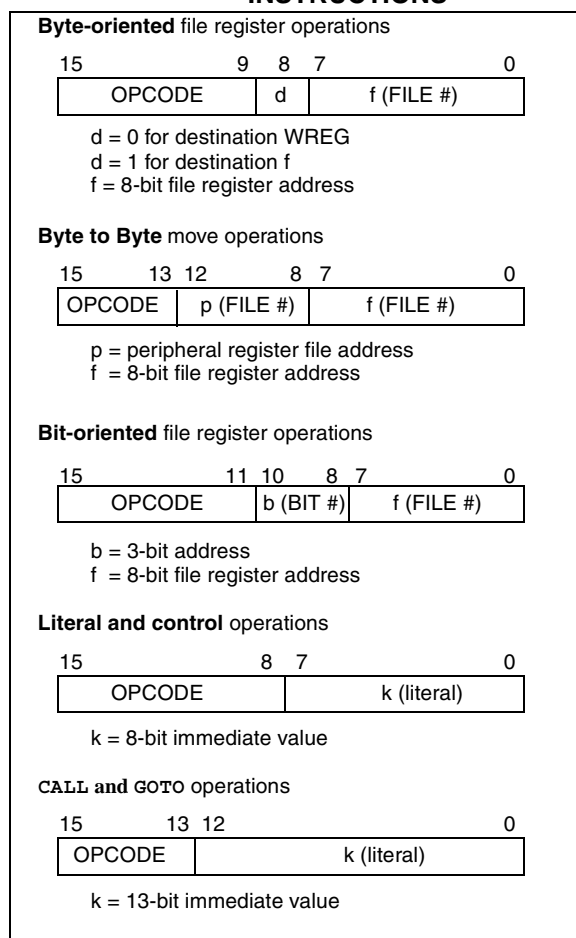 INSTRUCTIONS
Byte-oriented file register operations
15 9 8 7 0
OPCODE d f (FILE #)
d = 0 for destination WREG
d = 1 for destination f
f = 8-bit file register address
Byte to Byte move operations
15 13 12 8 7 0
OPCODE p (FILE #) f (FILE #)
p = peripheral register file address
f = 8-bit file register address
Bit-oriented file register operations
15 11 10 8 7 0
OPCODE b (BIT #) f (FILE #)
b = 3-bit address
f = 8-bit file register address
Literal and control operations
15 8 7 0
OPCODE k (literal)
k = 8-bit immediate value
CALL and GOTO operations
15 13 12 0
OPCODE k (literal)
k = 13-bit immediate value